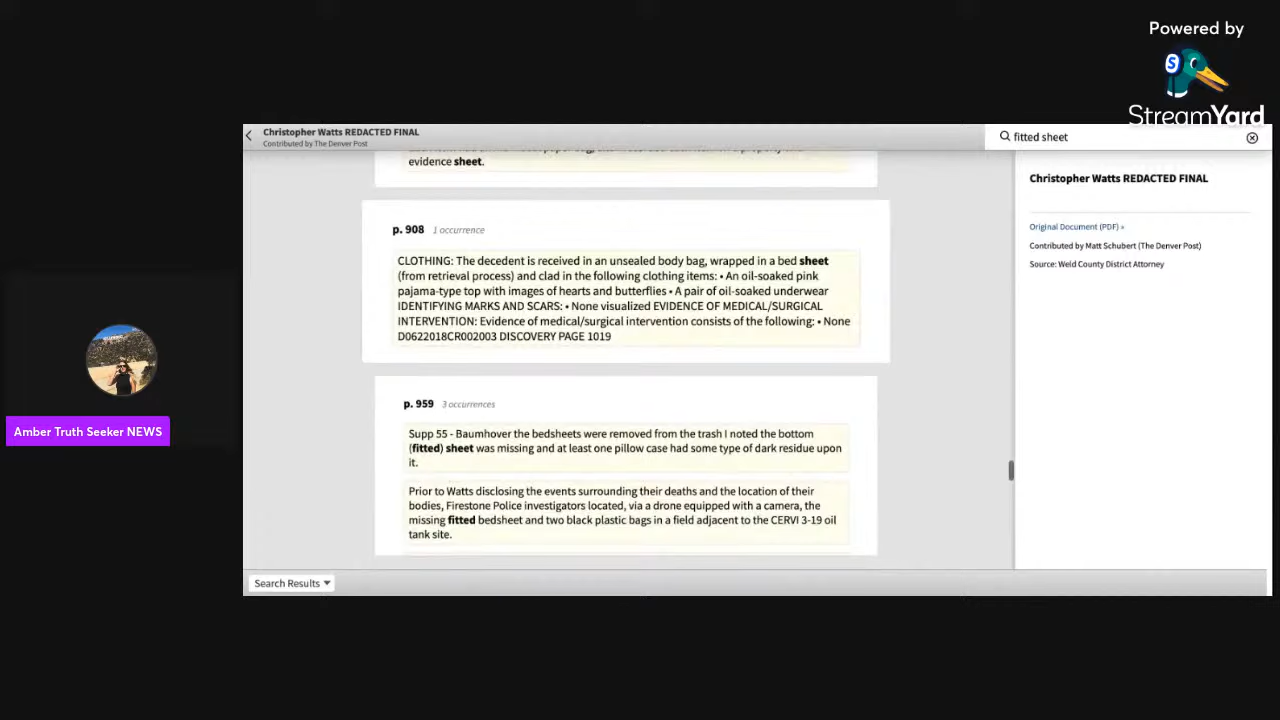 Powered by
StreamYard
Christopher Watts REDACTED FINAL
Contributed by The Denver Post
fitted sheet
evidence sheet.
p. 908 1 occurrence
CLOTHING: The decedent is received in an unsealed body bag, wrapped in a bed sheet
(from retrieval process) and clad in the following clothing items: • An oil-soaked pink
pajama-type top with images of hearts and butterflies • A pair of oil-soaked underwear
IDENTIFYING MARKS AND SCARS: • None visualized EVIDENCE OF MEDICAL/SURGICAL
INTERVENTION: Evidence of medical/surgical intervention consists of the following: • None
D0622018CR002003 DISCOVERY PAGE 1019
p. 959 3 occurrences
Supp 55 - Baumhover the bedsheets were removed from the trash I noted the bottom
(fitted) sheet was missing and at least one pillow case had some type of dark residue upon
it.
Prior to Watts disclosing the events surrounding their deaths and the location of their
bodies, Firestone Police investigators located, via a drone equipped with a camera, the
missing fitted bedsheet and two black plastic bags in a field adjacent to the CERVI 3-19 oil
tank site.
Search Results
Christopher Watts REDACTED FINAL
Original Document (PDF) »
Contributed by Matt Schubert (The Denver Post)
Source: Weld County District Attorney
Amber Truth Seeker NEWS